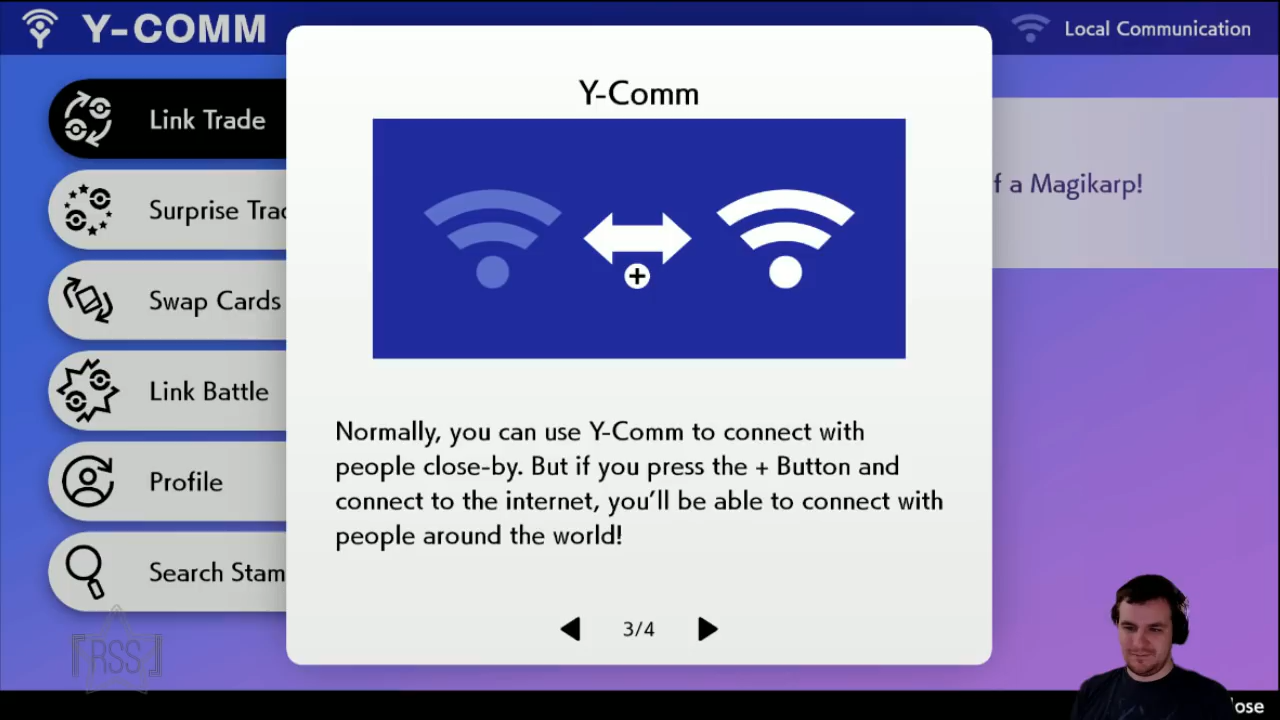 Y-COMM
Local Communication
Y-Comm
Link Trade
f a Magikarp!
Surprise Trad
Swap Cards
Link Battle
Normally, you can use Y-Comm to connect with
people close-by. But if you press the + Button and
connect to the internet, you'll be able to connect with
people around the world!
Profile
Search Stam
3/4
RSS
lose